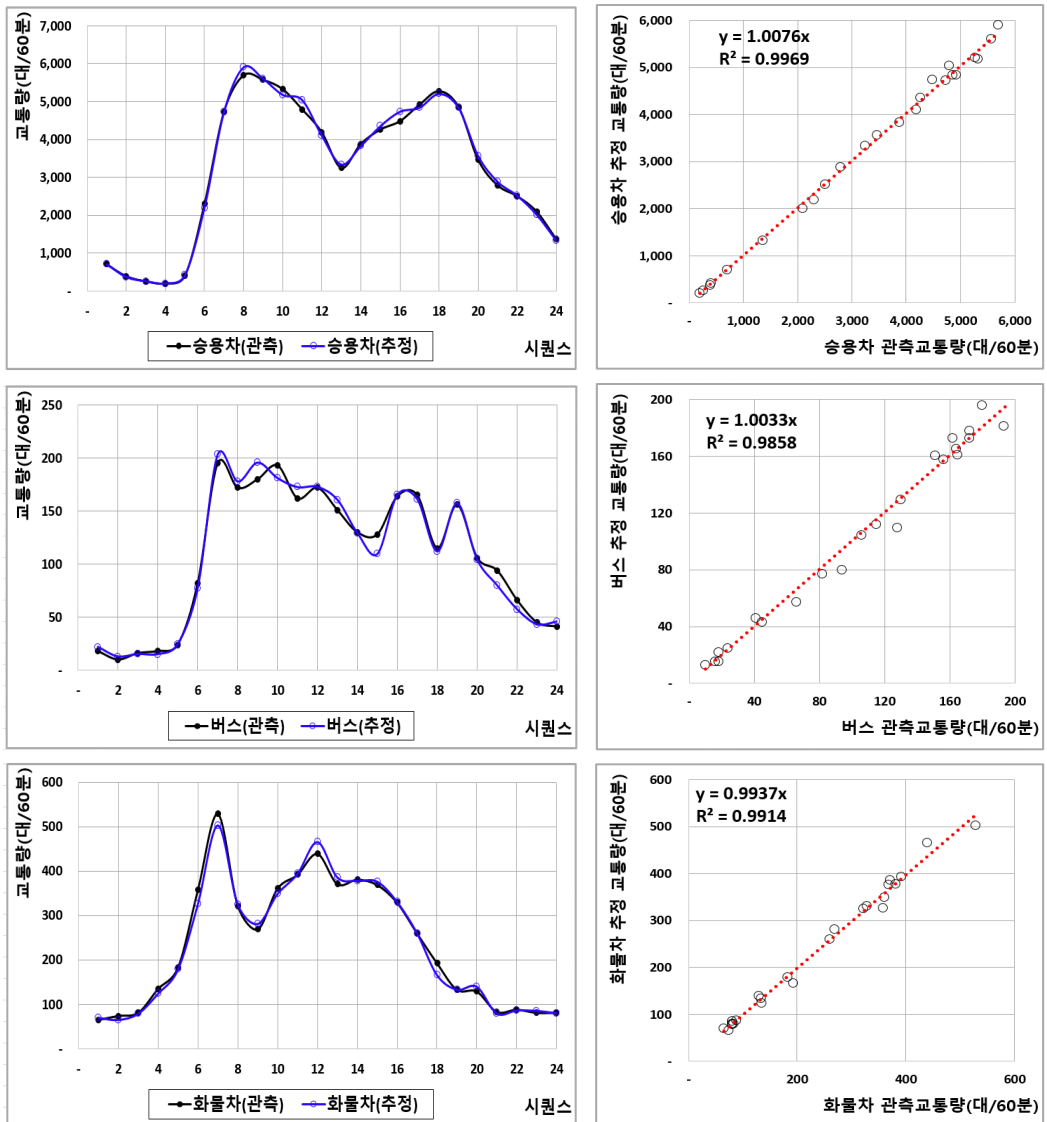 교통량(대/60분)
7,000
6,000
5,000
4,000
3,000
2,000
1,000
-
- 2 4 6 8 10 12 14 16 18 20 22 24
승용차(관측) 승용차(추정)
시퀀스
승용차 추정 교통량(대/60분)
y = 1.0076x
R² = 0.9969
6,000
5,000
4,000
3,000
2,000
1,000
-
- 1,000 2,000 3,000 4,000 5,000 6,000
승용차 관측교통량(대/60분)
교통량(대/60분)
250
200
150
100
50
-
- 2 4 6 8 10 12 14 16 18 20 22 24
버스(관측) 버스(추정)
시퀀스
버스 추정 교통량(대/60분)
y = 1.0033x
R² = 0.9858
200
160
120
80
40
-
- 40 80 120 160 200
버스 관측교통량(대/60분)
교통량(대/60분)
600
500
400
300
200
100
-
- 2 4 6 8 10 12 14 16 18 20 22 24
화물차(관측) 화물차(추정)
시퀀스
화물차 추정 교통량(대/60분)
y = 0.9937x
R² = 0.9914
600
500
400
300
200
100
-
- 200 400 600
화물차 관측교통량(대/60분)